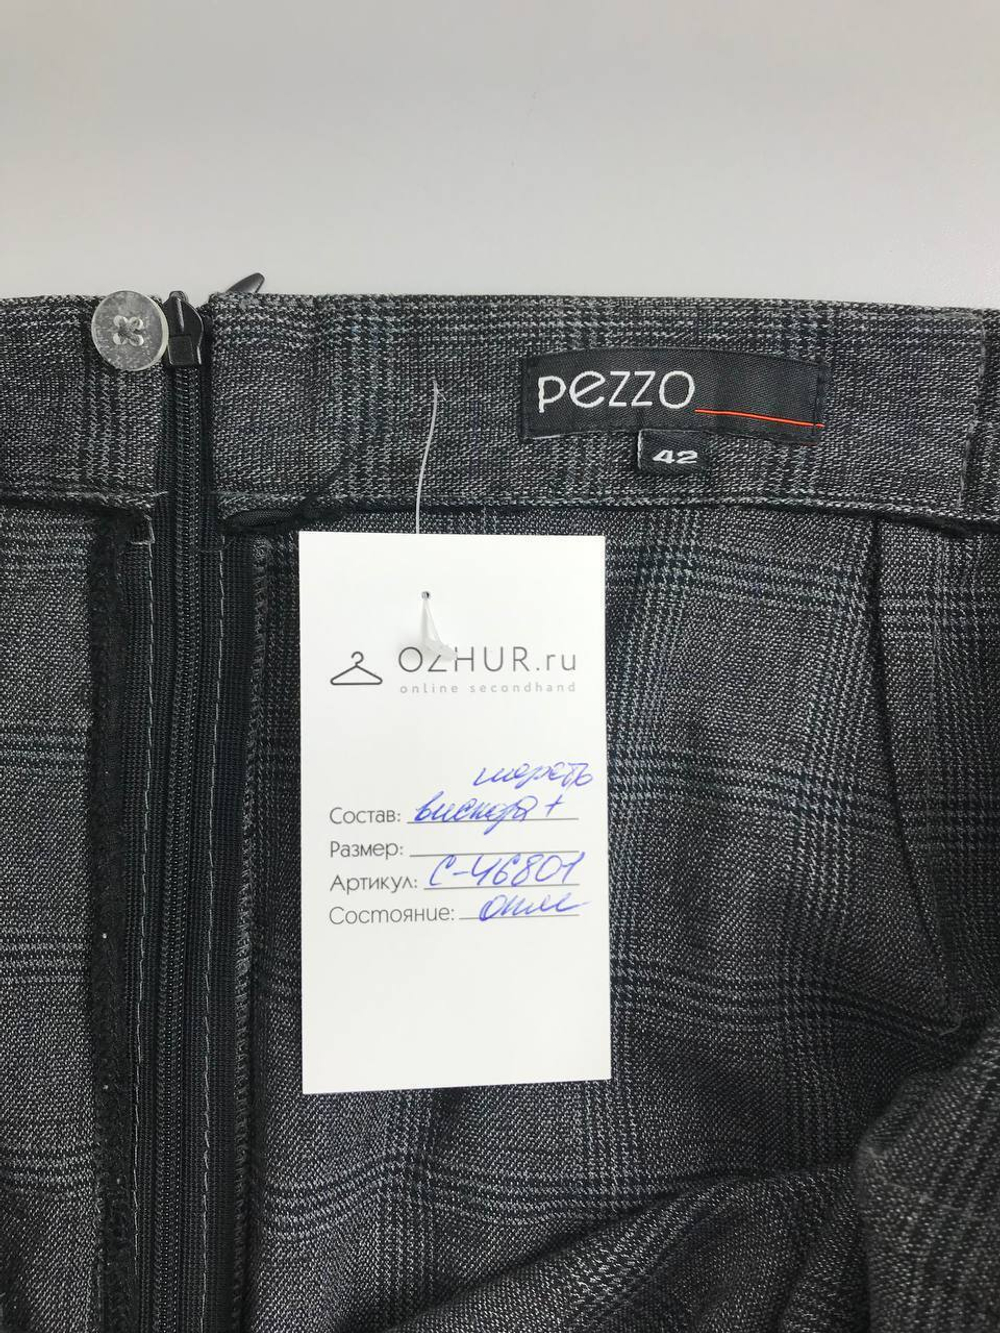 pezzo
42
OZHUR.ru
online secondhand
шерсть
Состав: вискоза +
Размер:
Артикул: С-46801
Состояние: отл